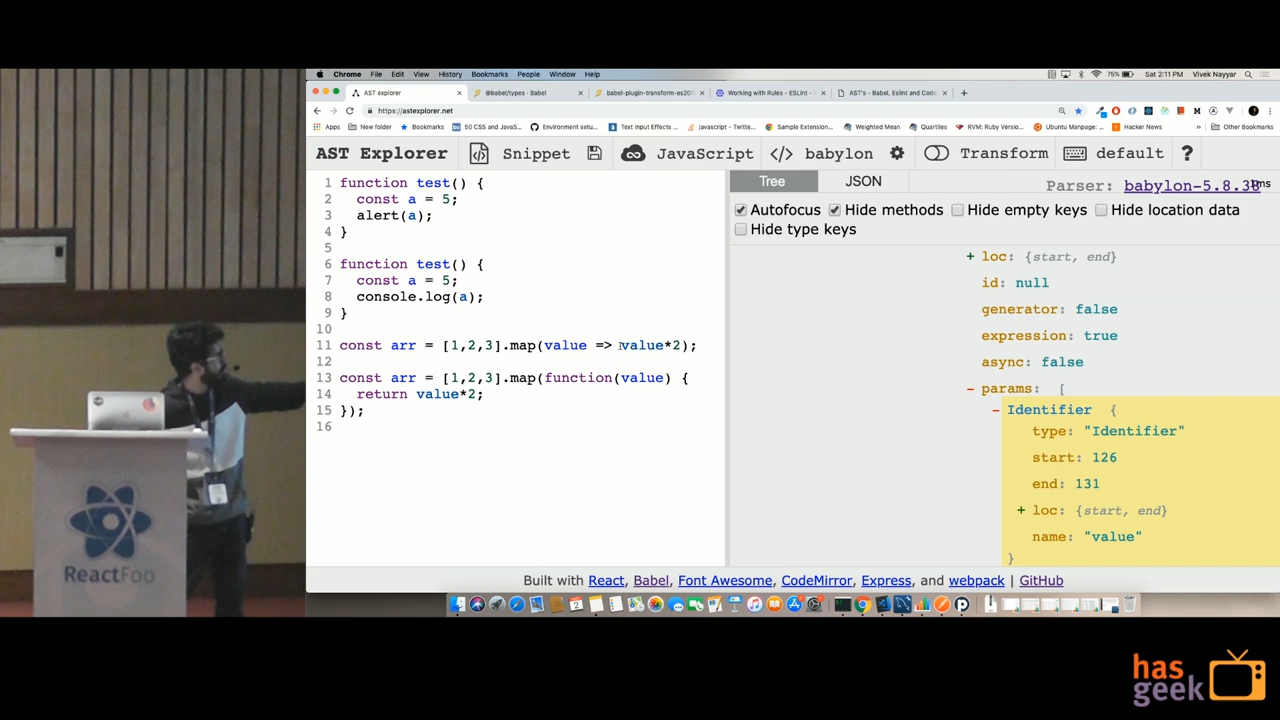 Chrome File Edit View History Bookmarks People Window Help 75% Sat 2:11 PM Vivek Nayyar
AST explorer @babel/types · Babel babel-plugin-transform-es201 Working with Rules - ESLint - AST's - Babel, Eslint and Code
https://astexplorer.net
Apps New folder Bookmarks 50 CSS and JavaS... Environment setu... Text Input Effects ... javascript - Twitte... Sample Extension... Weighted Mean Quartiles RVM: Ruby Versio... Ubuntu Manpage: ... Hacker News » Other Bookmarks
AST Explorer Snippet JavaScript </> babylon Transform default ?
Tree JSON Parser: babylon-5.8.38 ms
Autofocus Hide methods Hide empty keys Hide location data
Hide type keys
1 function test() {
2 const a = 5;
3 alert(a);
4 }
5
6 function test() {
7 const a = 5;
8 console.log(a);
9 }
10
11 const arr = [1,2,3].map(value => value*2);
12
13 const arr = [1,2,3].map(function(value) {
14 return value*2;
15 });
16
+ loc: {start, end}
id: null
generator: false
expression: true
async: false
- params: [
- Identifier {
type: "Identifier"
start: 126
end: 131
+ loc: {start, end}
name: "value"
}
Built with React, Babel, Font Awesome, CodeMirror, Express, and webpack | GitHub
ReactFoo
has
geek